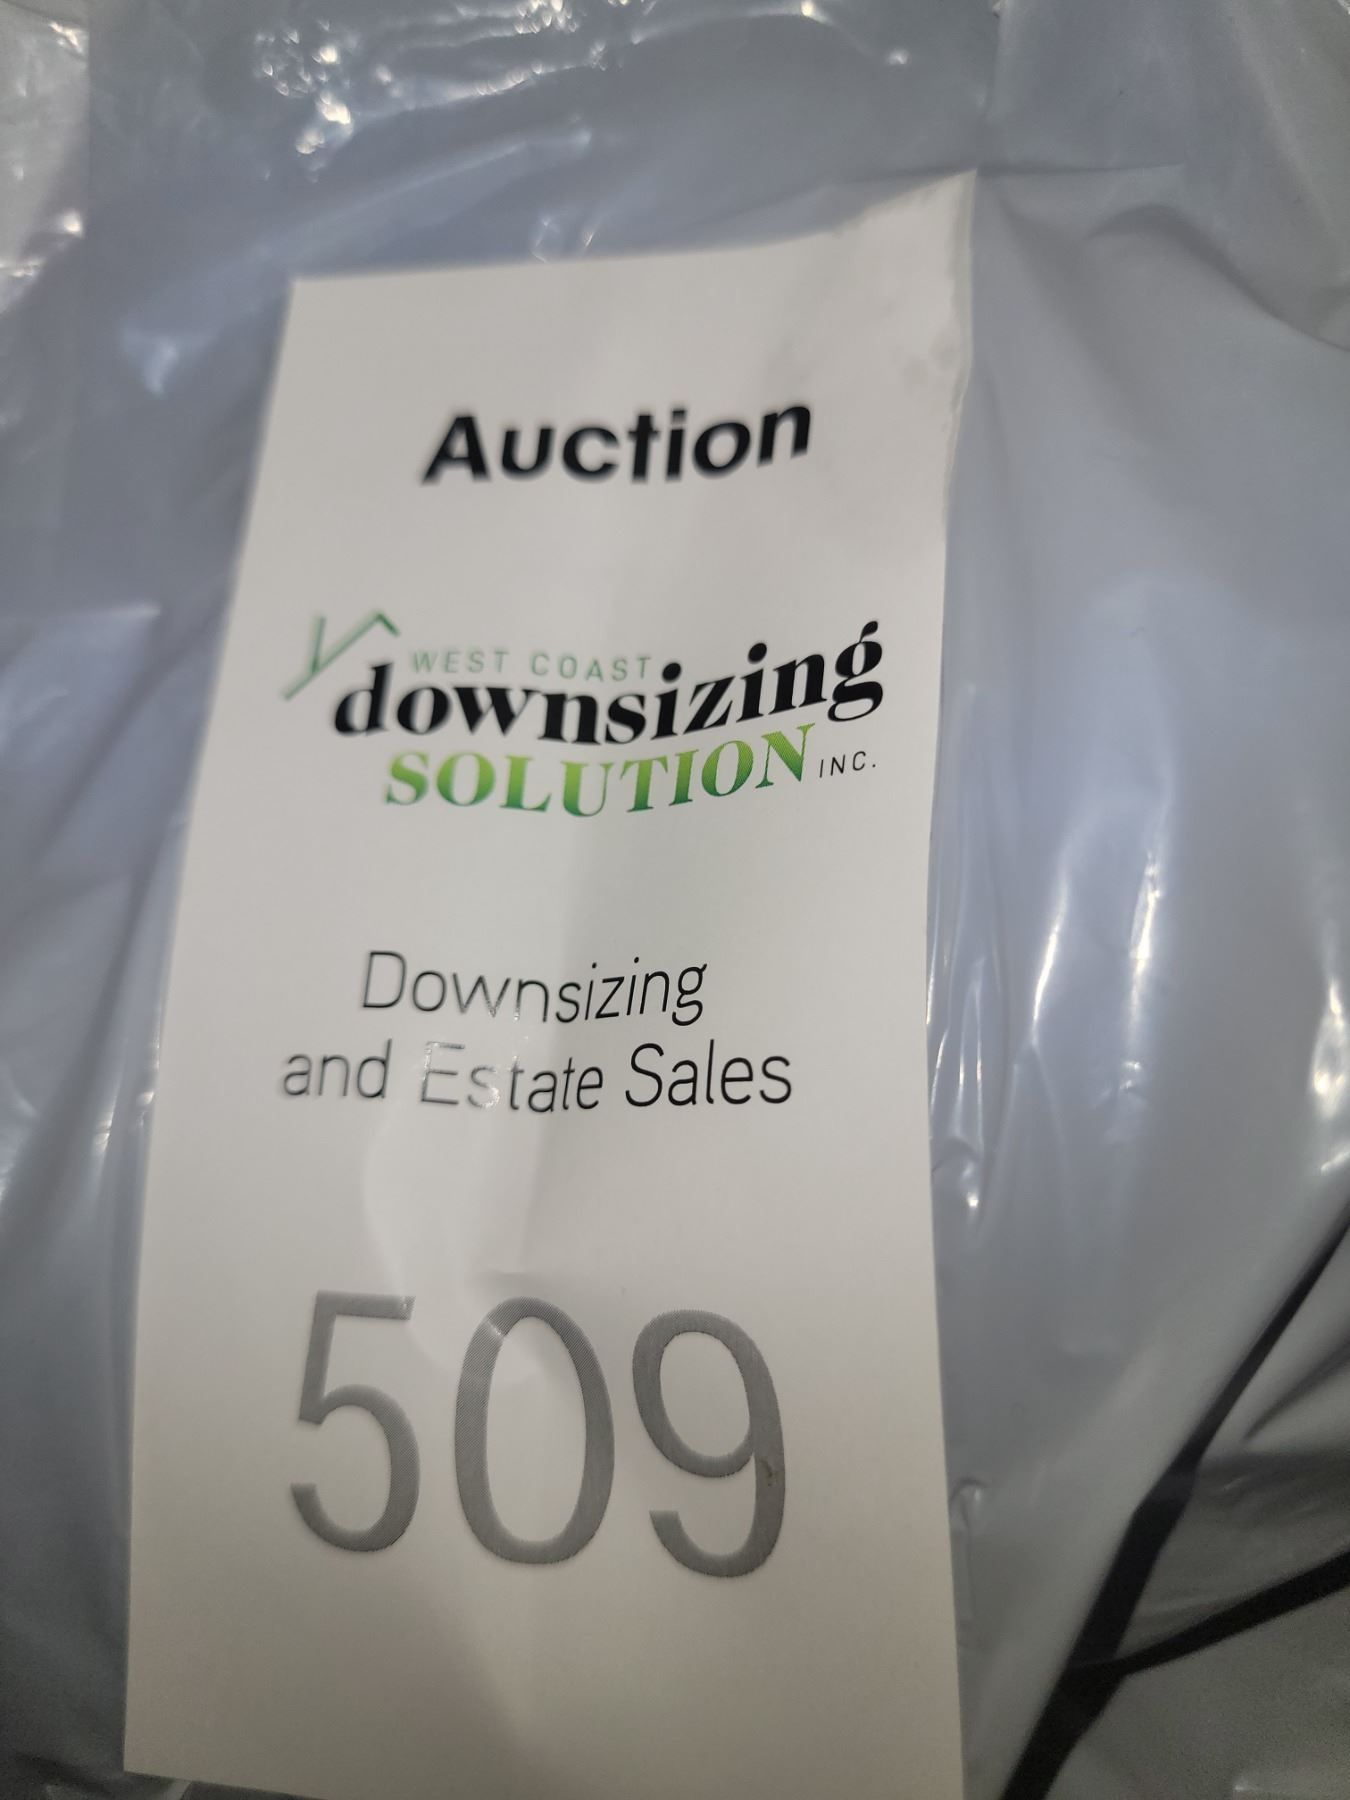 Auction
WEST COAST
downsizing
SOLUTION INC.
Downsizing
and Estate Sales
509